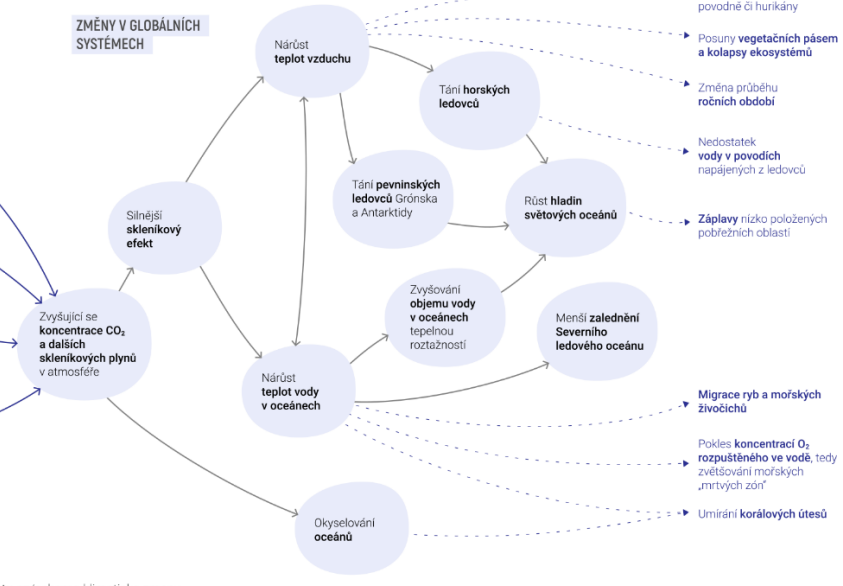 povodné či hurikány
ZMĚNY V GLOBÁLNÍCH
SYSTÉMECH
Nárůst
teplot vzduchu
Posuny vegetačních pásem
a kolapsy ekosystémů
Tání horských
ledovců
Změna průběhu
ročních období
Nedostatek
vody v povodích
napájených z ledovců
Tání pevninských
ledovců Grónska
a Antarktidy
Růst hladin
světových oceánů
Záplavy nízko položených
pobřežních oblastí
Silnější
skleníkový
efekt
Zvyšující se
koncentrace CO₂
a dalších
skleníkových plynů
v atmosféře
Zvyšování
objemu vody
v oceánech
tepelnou
roztažností
Menší zalednění
Severního
ledového oceánu
Nárůst
teplot vody
v oceánech
Migrace ryb a mořských
živočichů
Pokles koncentrací O₂
rozpuštěného ve vodě, tedy
zvětšování mořských
„mrtvých zón“
Umírání korálových útesů
Okyselování
oceánů